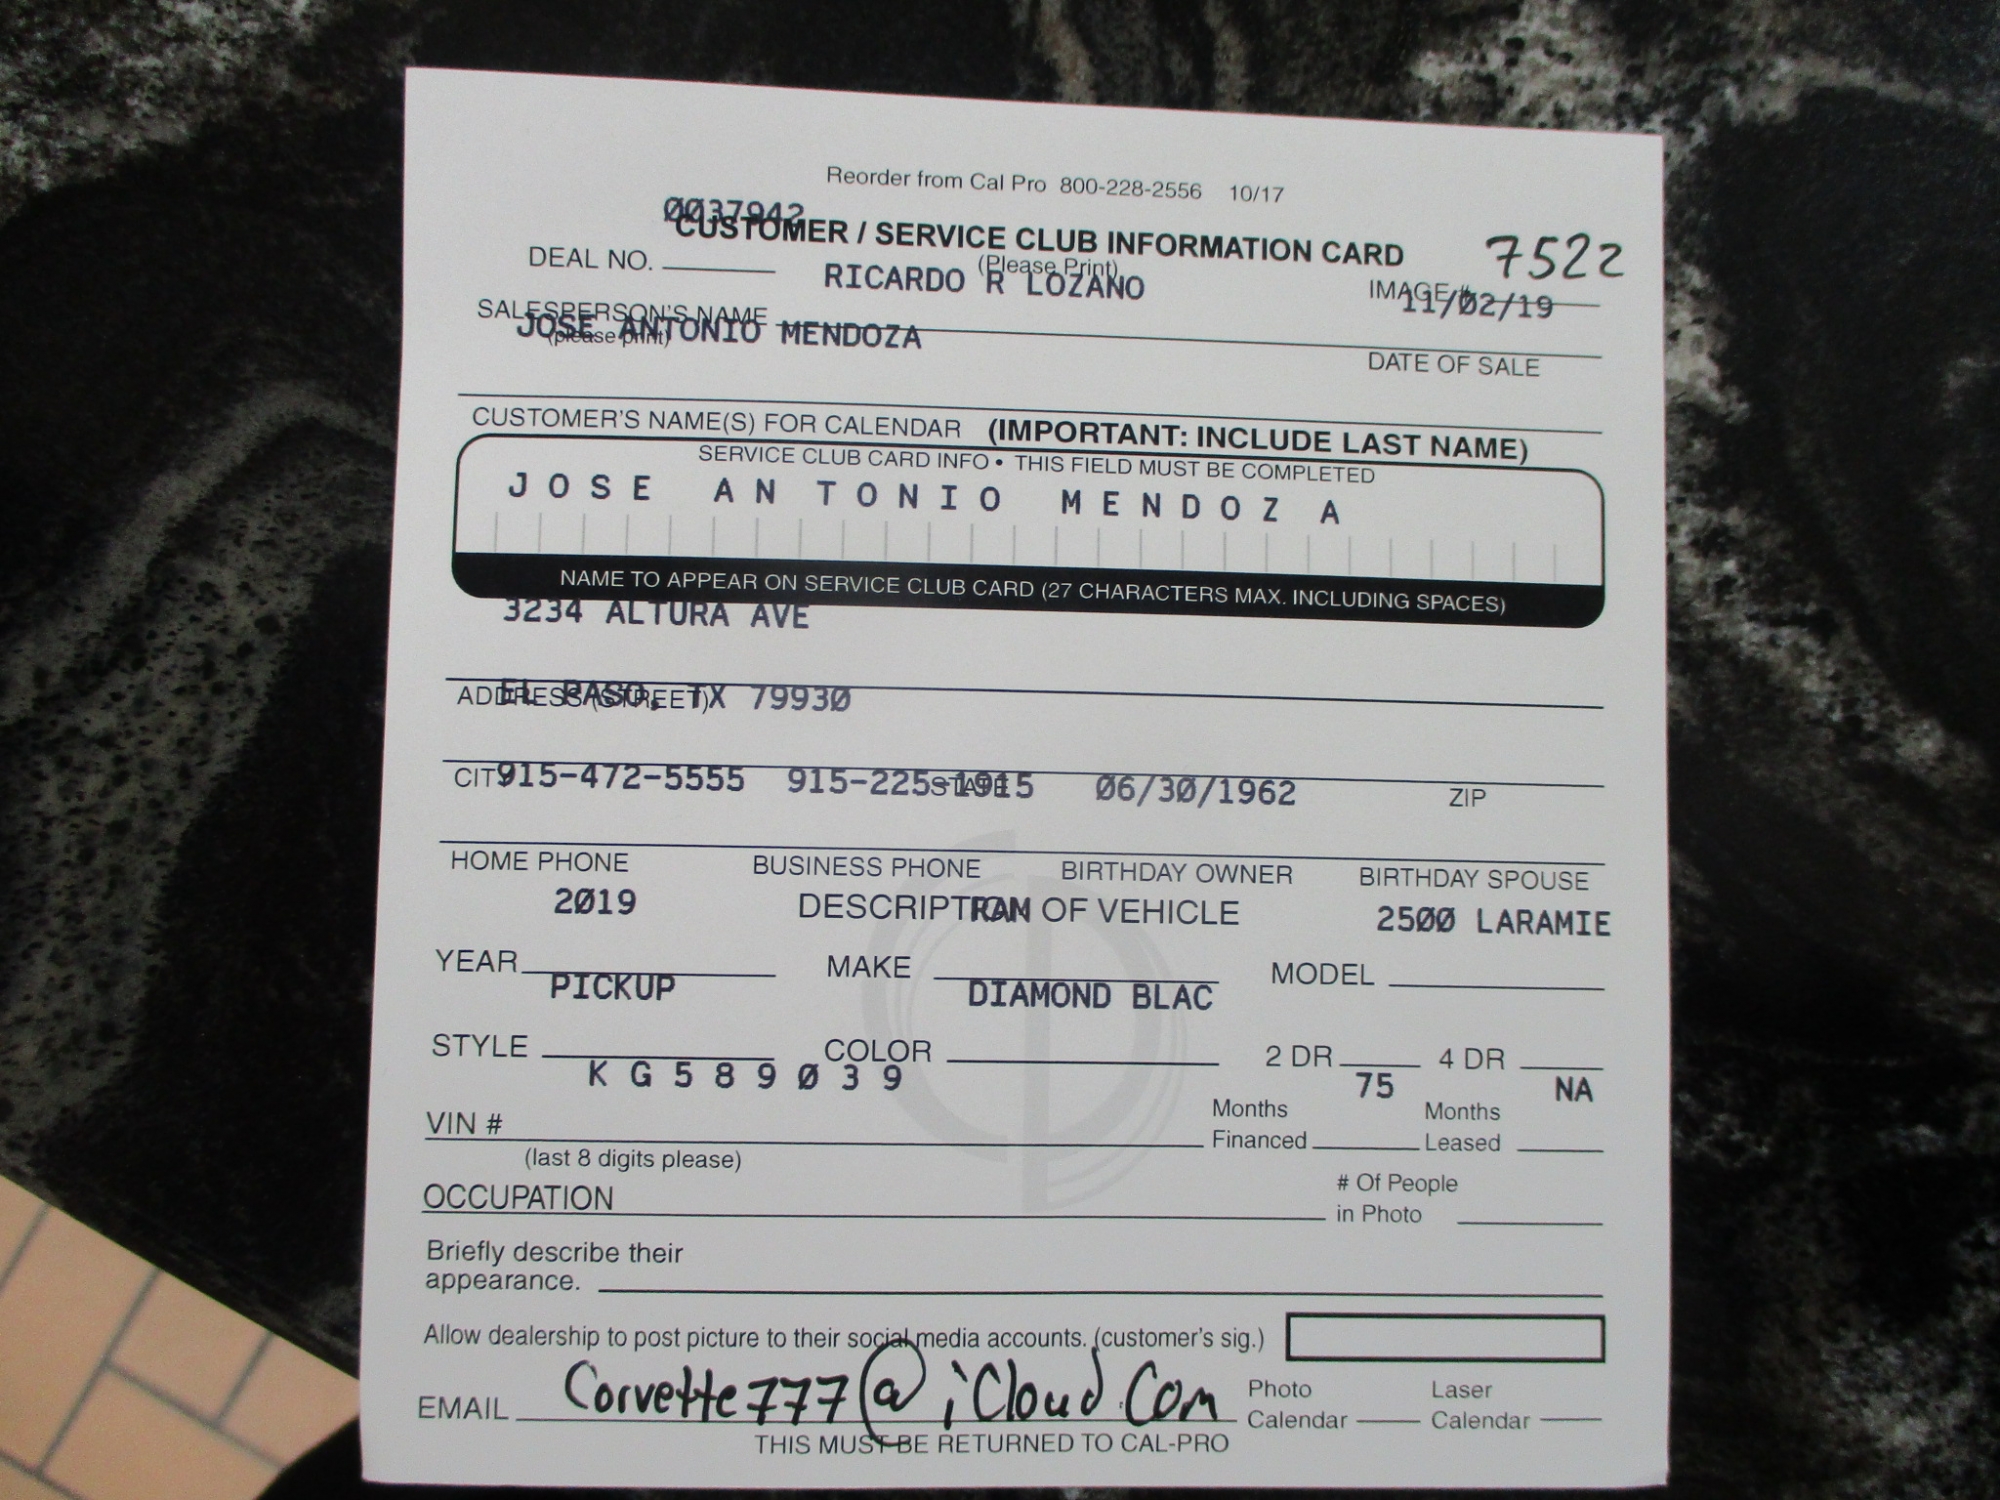 Reorder from Cal Pro 800-228-2556 10/17
0037942
CUSTOMER / SERVICE CLUB INFORMATION CARD
7522
DEAL NO.
(Please Print)
RICARDO R LOZANO
IMAGE #
11/02/19
SALESPERSON'S NAME
(please print)
JOSE ANTONIO MENDOZA
DATE OF SALE
CUSTOMER'S NAME(S) FOR CALENDAR (IMPORTANT: INCLUDE LAST NAME)
SERVICE CLUB CARD INFO • THIS FIELD MUST BE COMPLETED
JOSE ANTONIO MENDOZA
NAME TO APPEAR ON SERVICE CLUB CARD (27 CHARACTERS MAX. INCLUDING SPACES)
3234 ALTURA AVE
ADDRESS (STREET)
EL PASO, TX 79930
CITY STATE ZIP
915-472-5555 915-225-1915 06/30/1962
HOME PHONE BUSINESS PHONE BIRTHDAY OWNER BIRTHDAY SPOUSE
DESCRIPTION OF VEHICLE
2019 RAM 2500 LARAMIE
YEAR MAKE MODEL
PICKUP DIAMOND BLAC
STYLE COLOR 2 DR 4 DR
KG589039 75 NA
VIN # Months Financed Months Leased
(last 8 digits please)
OCCUPATION # Of People in Photo
Briefly describe their
appearance.
Allow dealership to post picture to their social media accounts. (customer's sig.)
EMAIL Corvette777@iCloud.Com Photo Calendar Laser Calendar
THIS MUST BE RETURNED TO CAL-PRO